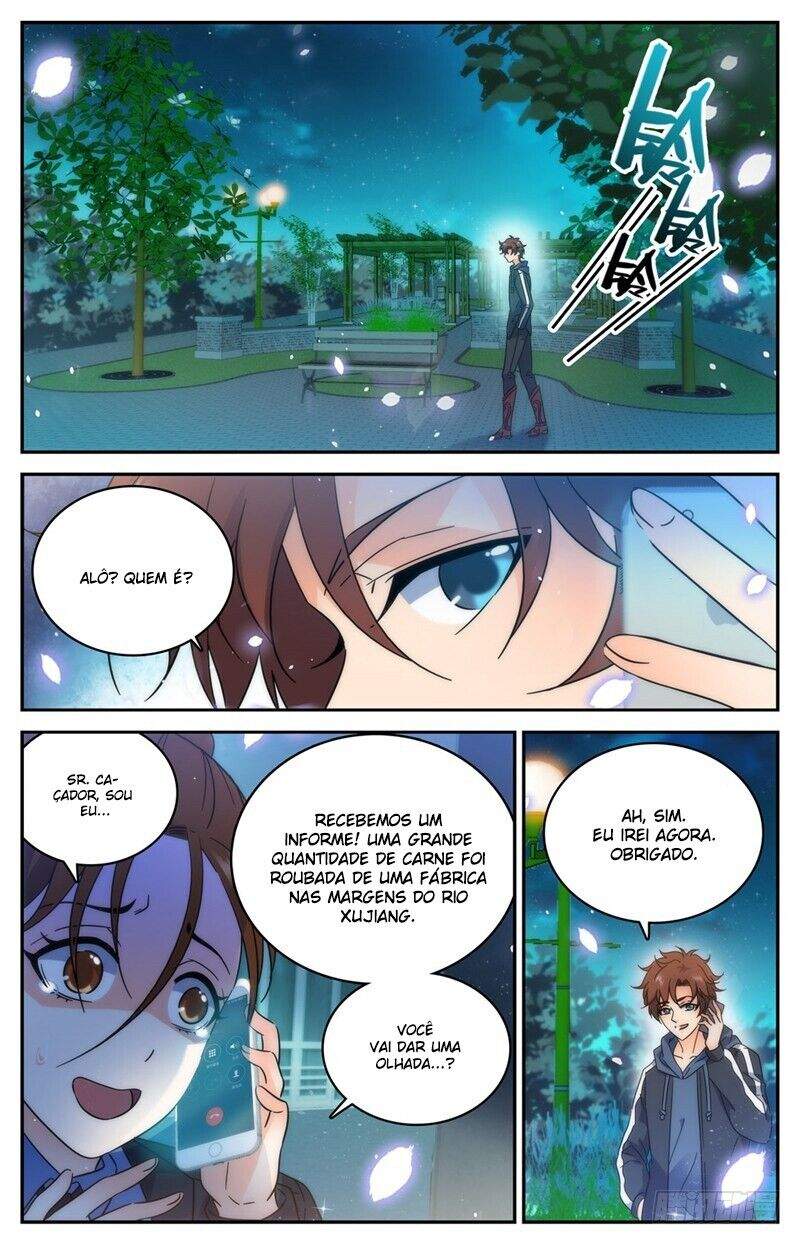 ALÔ? QUEM É?
SR. CA-
ÇADOR, SOU
EU...
RECEBEMOS UM
INFORME! UMA GRANDE
QUANTIDADE DE CARNE FOI
ROUBADA DE UMA FÁBRICA
NAS MARGENS DO RIO
XUJIANG.
VOCÊ
VAI DAR UMA
OLHADA...?
AH, SIM.
EU IREI AGORA.
OBRIGADO.